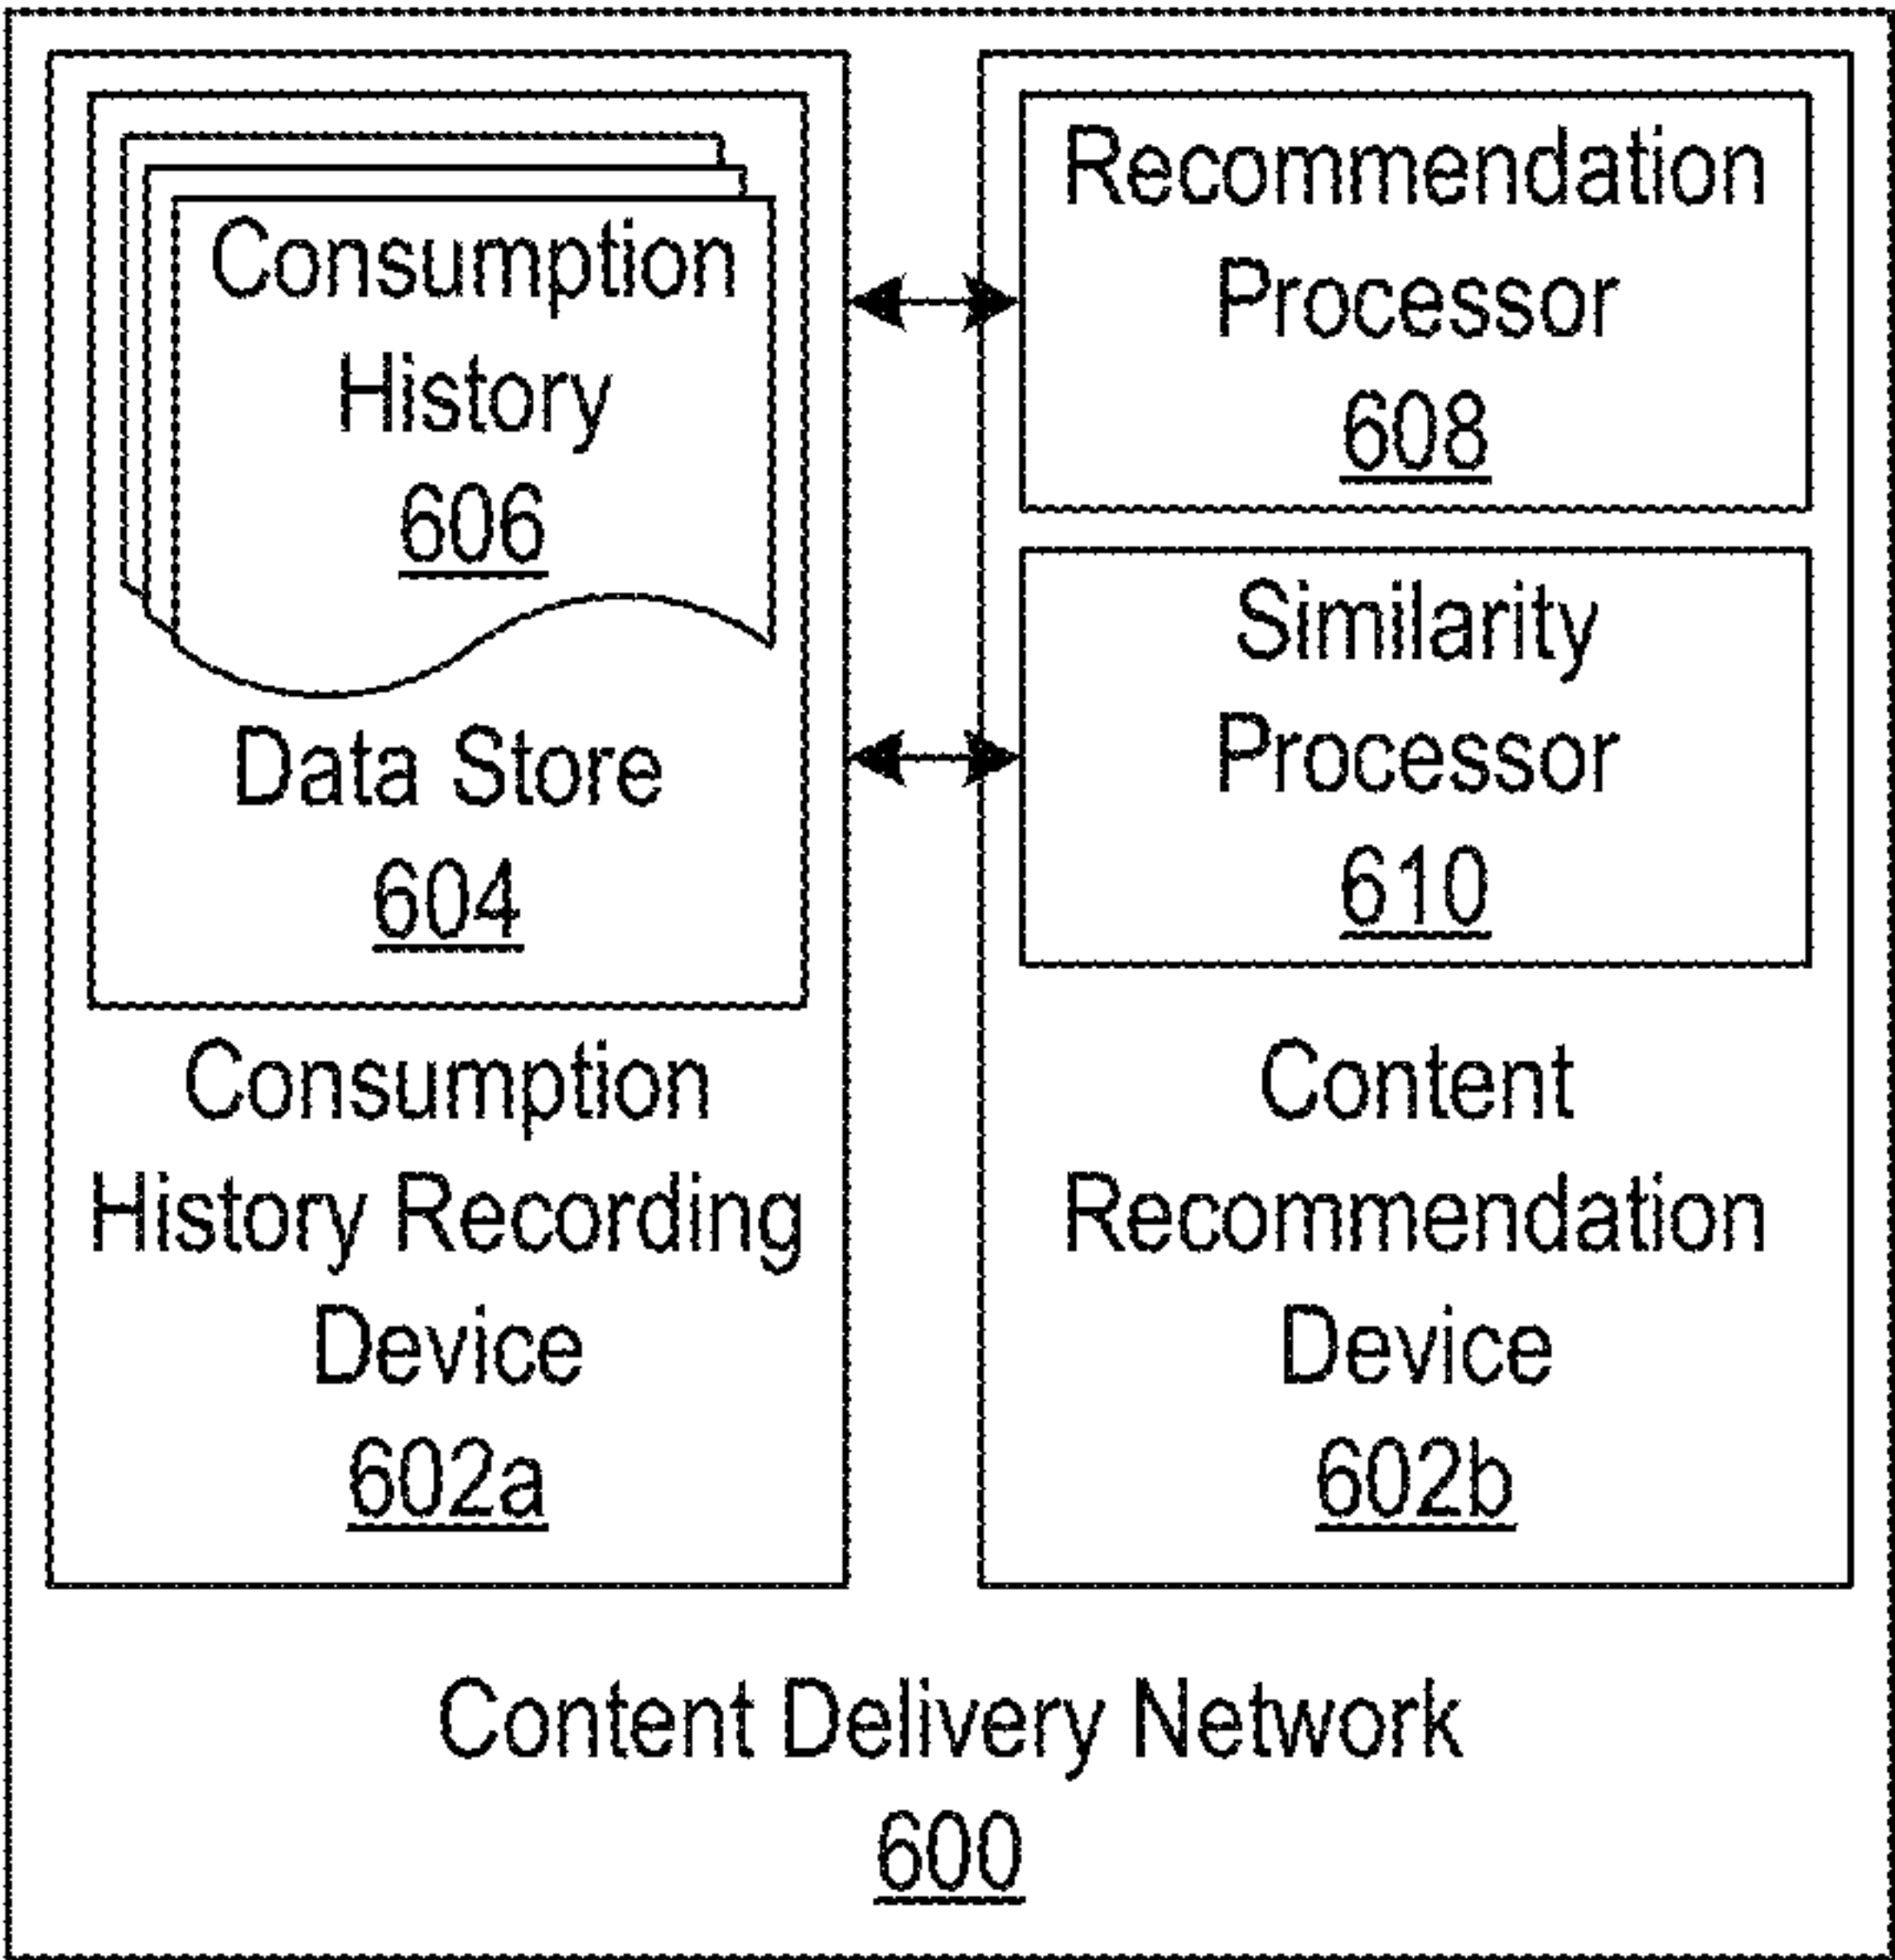 Consumption
History
606
Data Store
604
Consumption
History Recording
Device
602a
Recommendation
Processor
608
Similarity
Processor
610
Content
Recommendation
Device
602b
Content Delivery Network
600